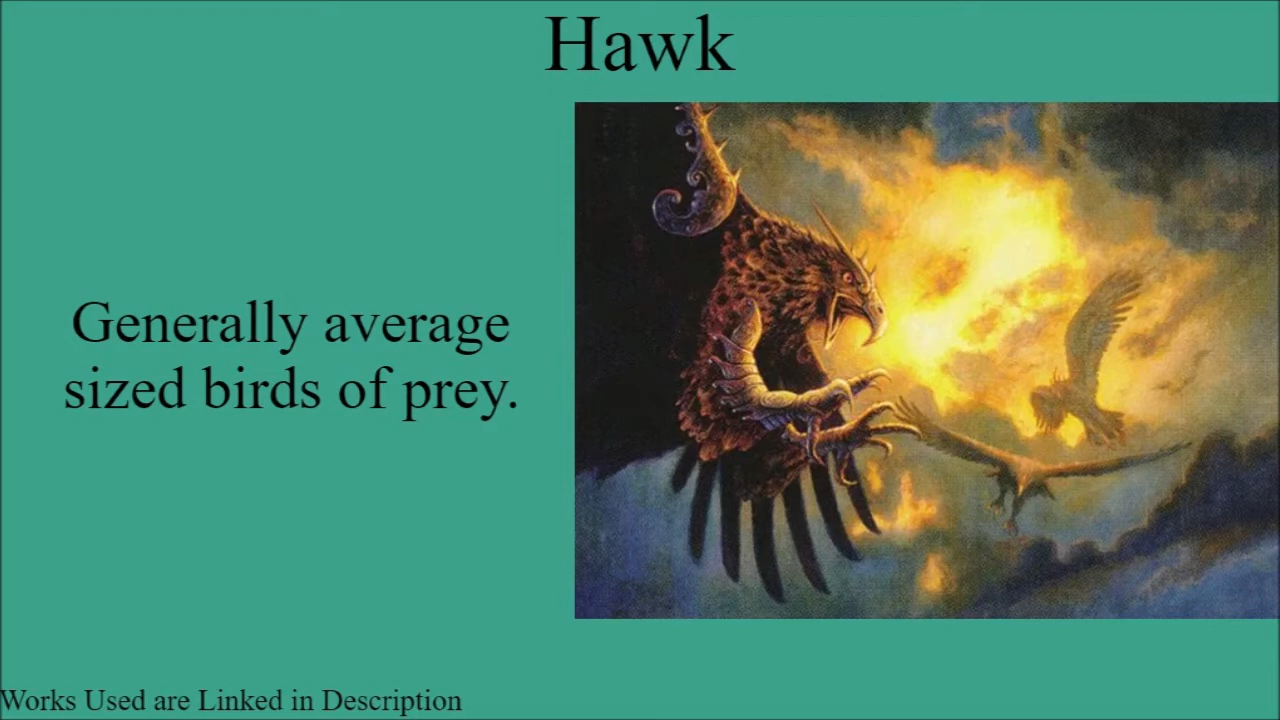 Hawk
Generally average
sized birds of prey.
Works Used are Linked in Description